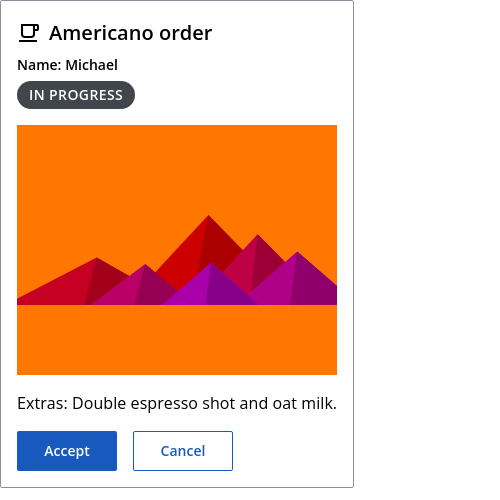 Americano order
Name: Michael
IN PROGRESS
Extras: Double espresso shot and oat milk.
Accept
Cancel